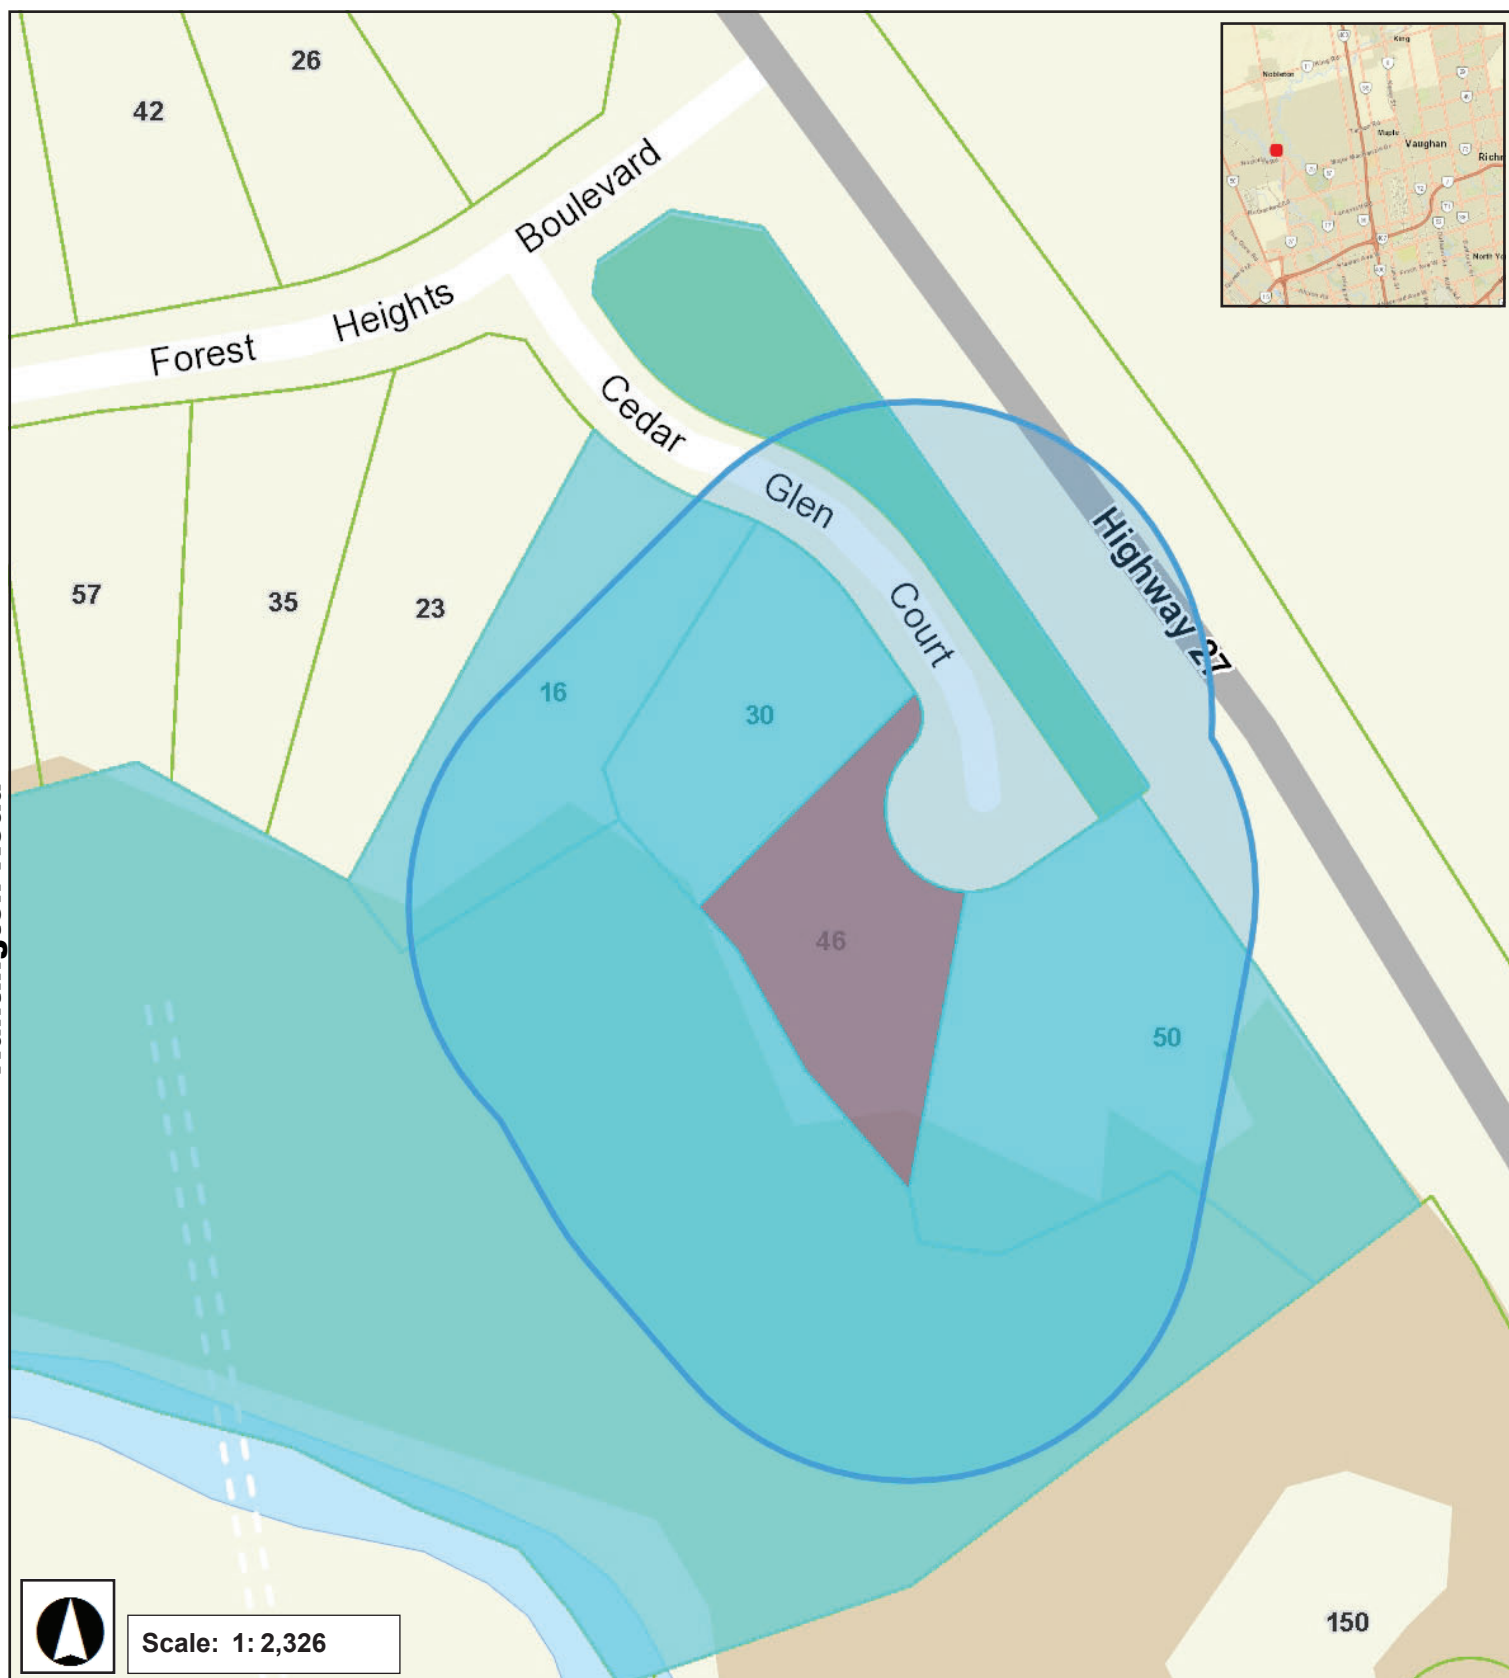 26
42
Boulevard
Heights
Forest
Cedar
Glen
Court
Highway 27
57
35
23
16
30
46
50
150
Scale: 1: 2,326
King
Nobleton
Maple
Vaughan